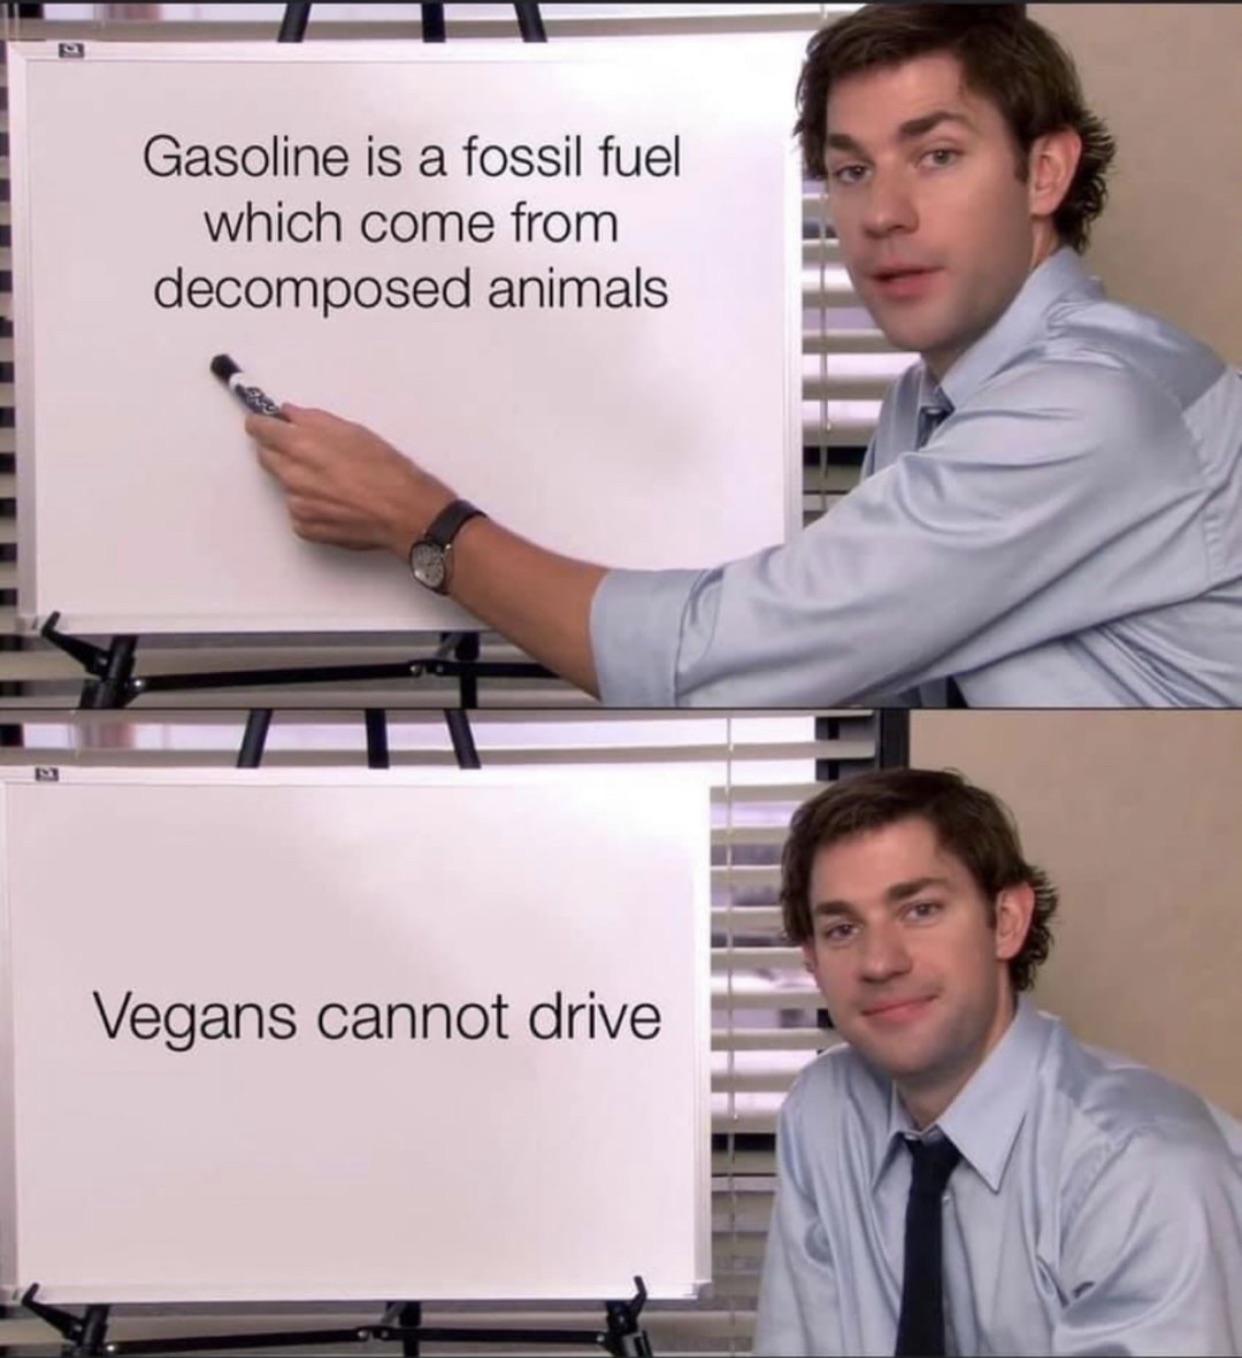 Gasoline is a fossil fuel
which come from
decomposed animals
Vegans cannot drive